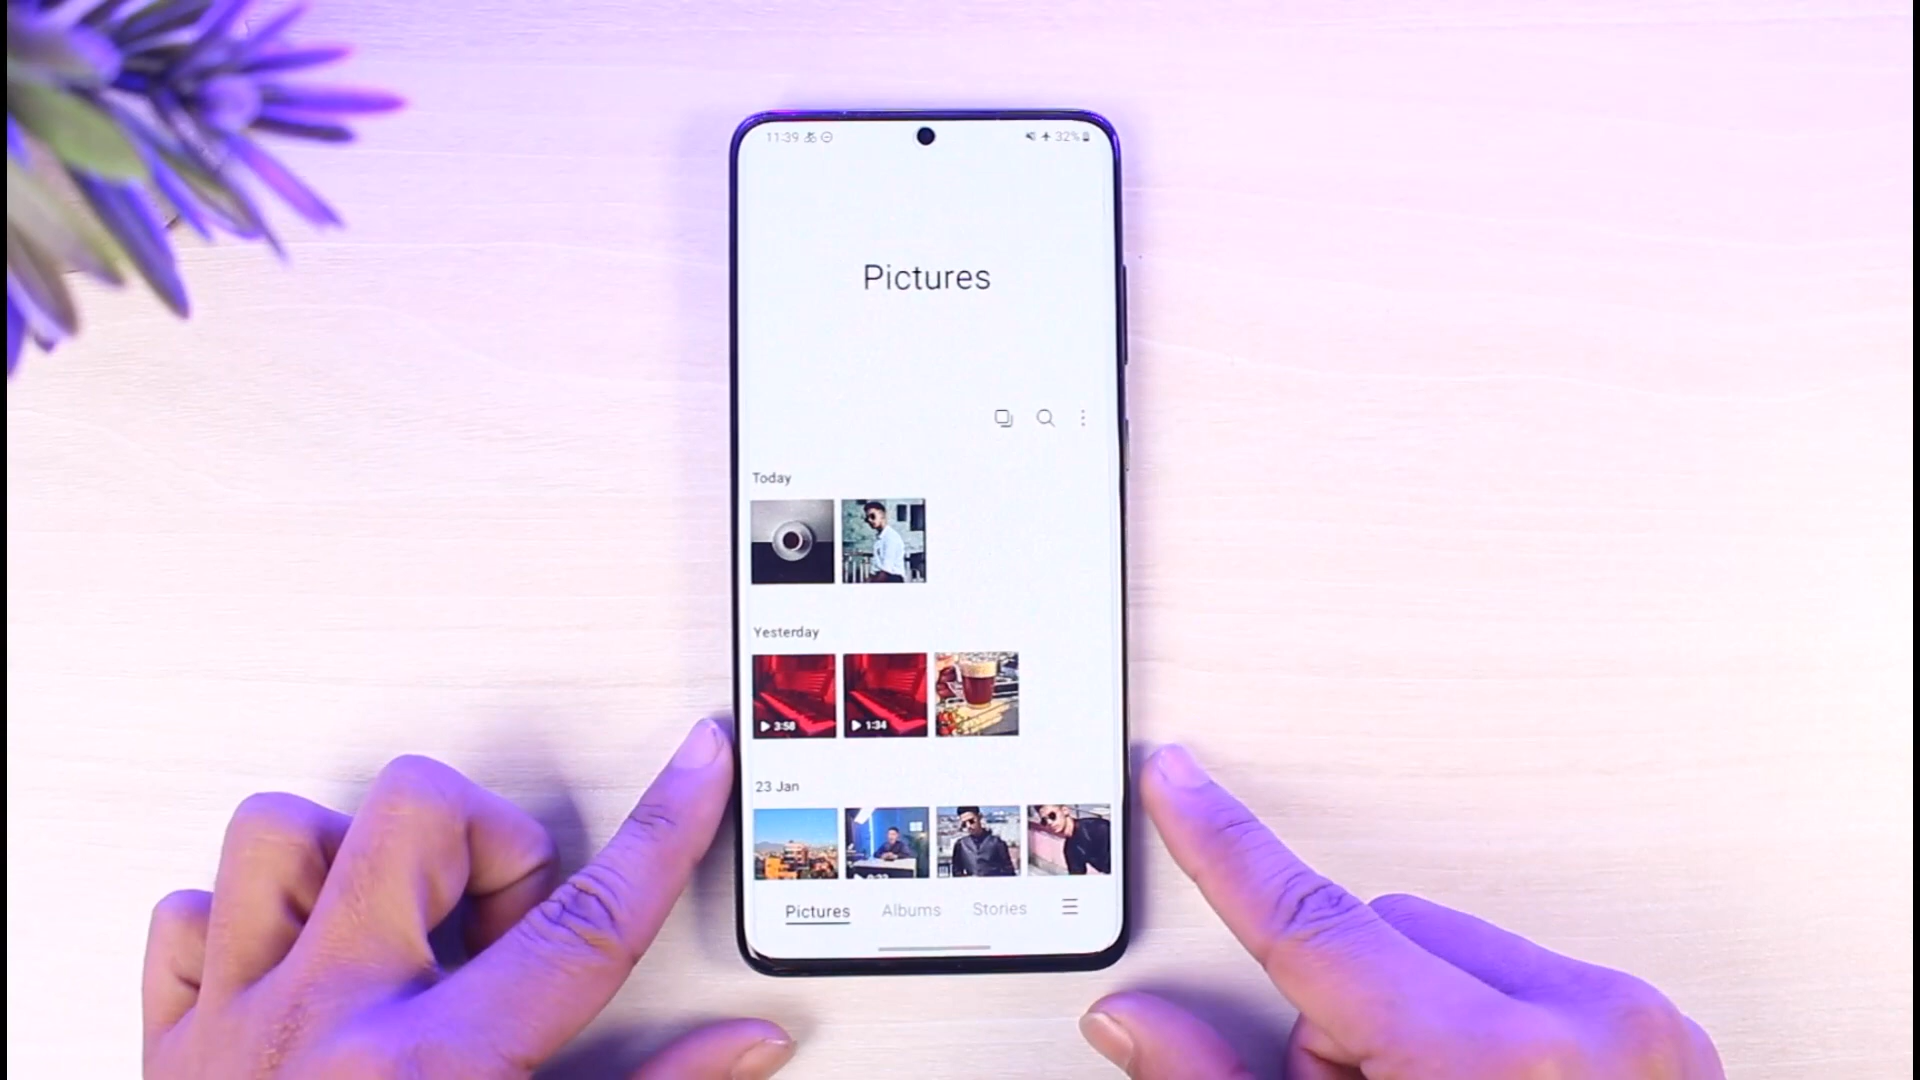 11:39 32%
Pictures
Today
Yesterday
3:58 1:34
23 Jan
Pictures Albums Stories